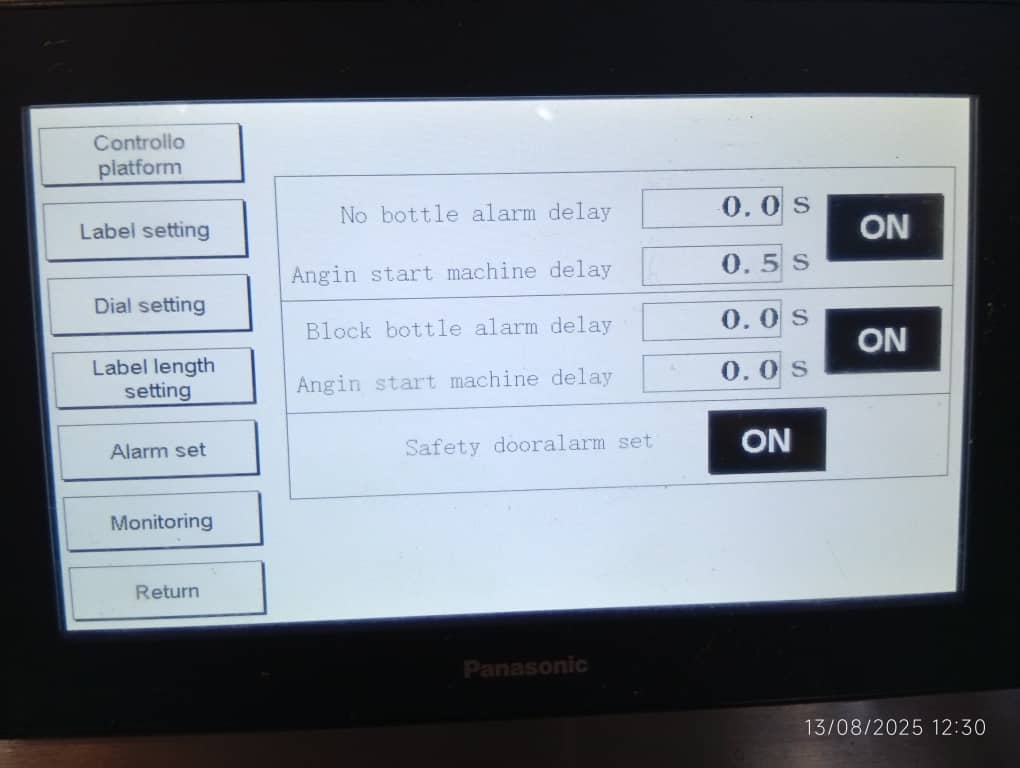 Controllo
platform
Label setting
Dial setting
Label length
setting
Alarm set
Monitoring
Return
No bottle alarm delay 0.0 S ON
Angin start machine delay 0.5 S
Block bottle alarm delay 0.0 S ON
Angin start machine delay 0.0 S
Safety dooralarm set ON
Panasonic
13/08/2025 12:30